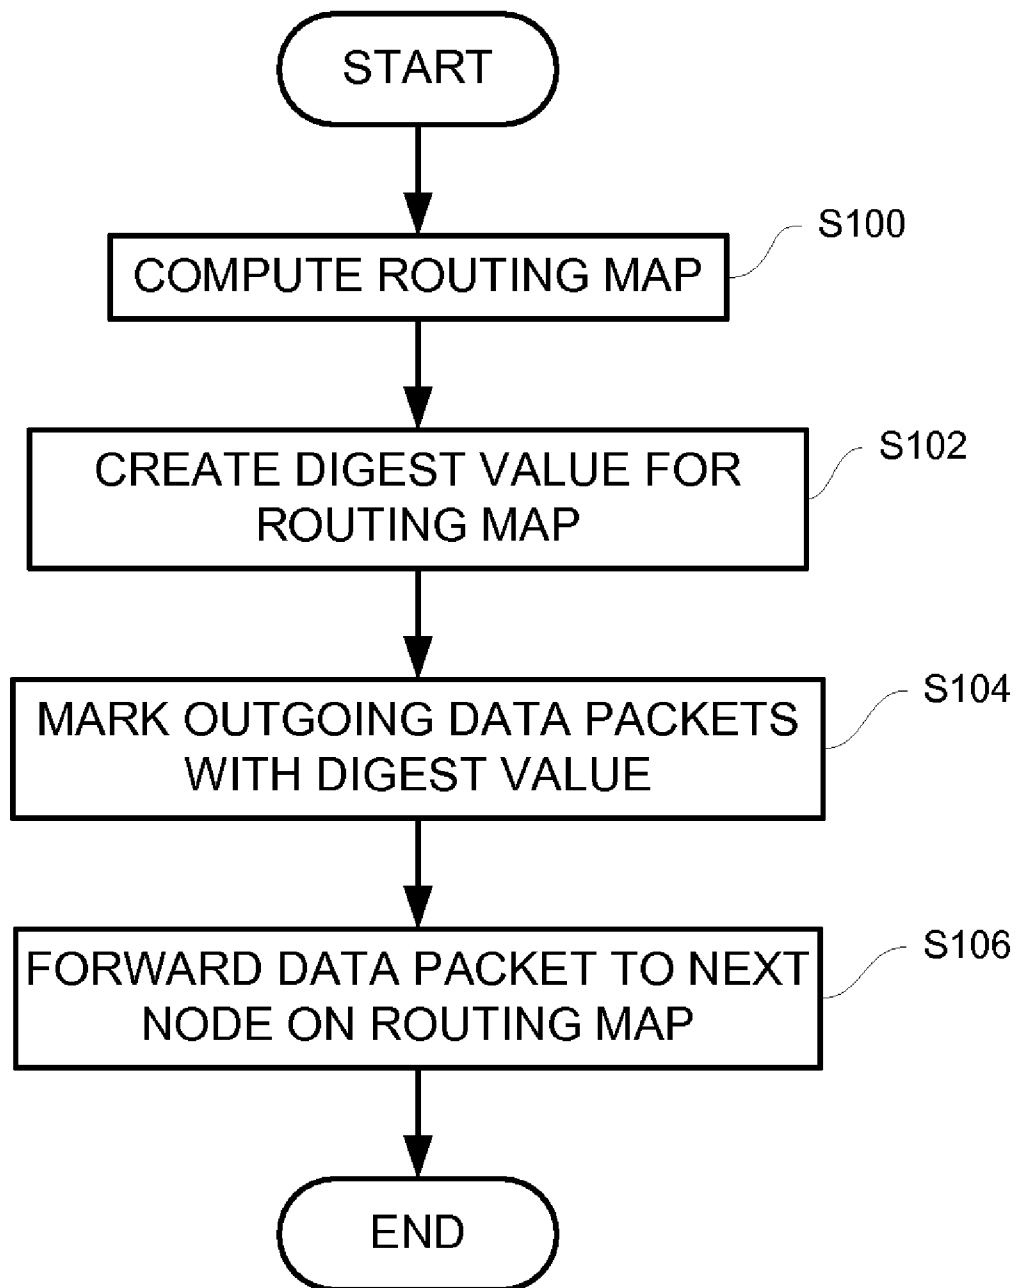 START
S100
COMPUTE ROUTING MAP
S102
CREATE DIGEST VALUE FOR
ROUTING MAP
S104
MARK OUTGOING DATA PACKETS
WITH DIGEST VALUE
S106
FORWARD DATA PACKET TO NEXT
NODE ON ROUTING MAP
END